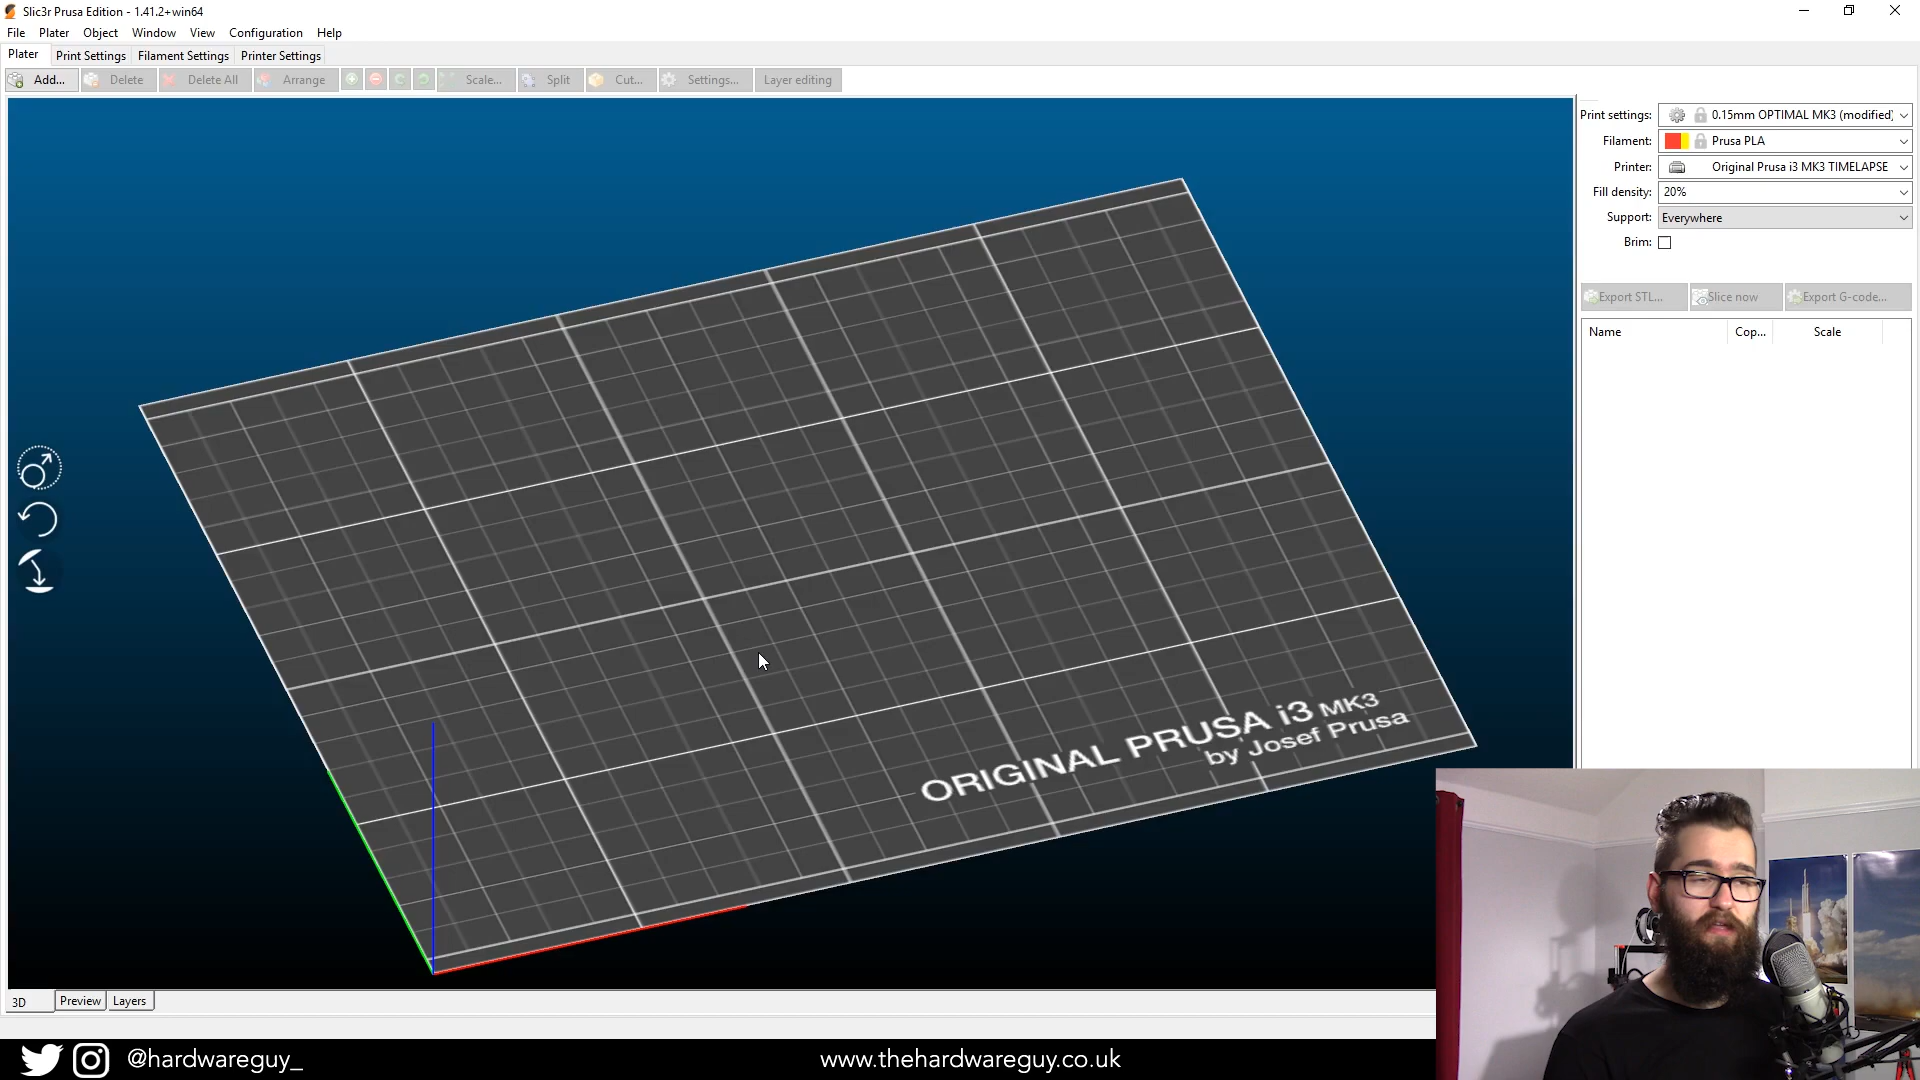 Slic3r Prusa Edition - 1.41.2+win64
File Plater Object Window View Configuration Help
Plater Print Settings Filament Settings Printer Settings
Add... Delete Delete All Arrange Scale... Split Cut... Settings... Layer editing
Print settings: 0.15mm OPTIMAL MK3 (modified)
Filament: Prusa PLA
Printer: Original Prusa i3 MK3 TIMELAPSE
Fill density: 20%
Support: Everywhere
Brim:
Export STL... Slice now Export G-code...
Name Cop... Scale
ORIGINAL PRUSA i3 MK3
by Josef Prusa
3D Preview Layers
@hardwareguy_ www.thehardwareguy.co.uk